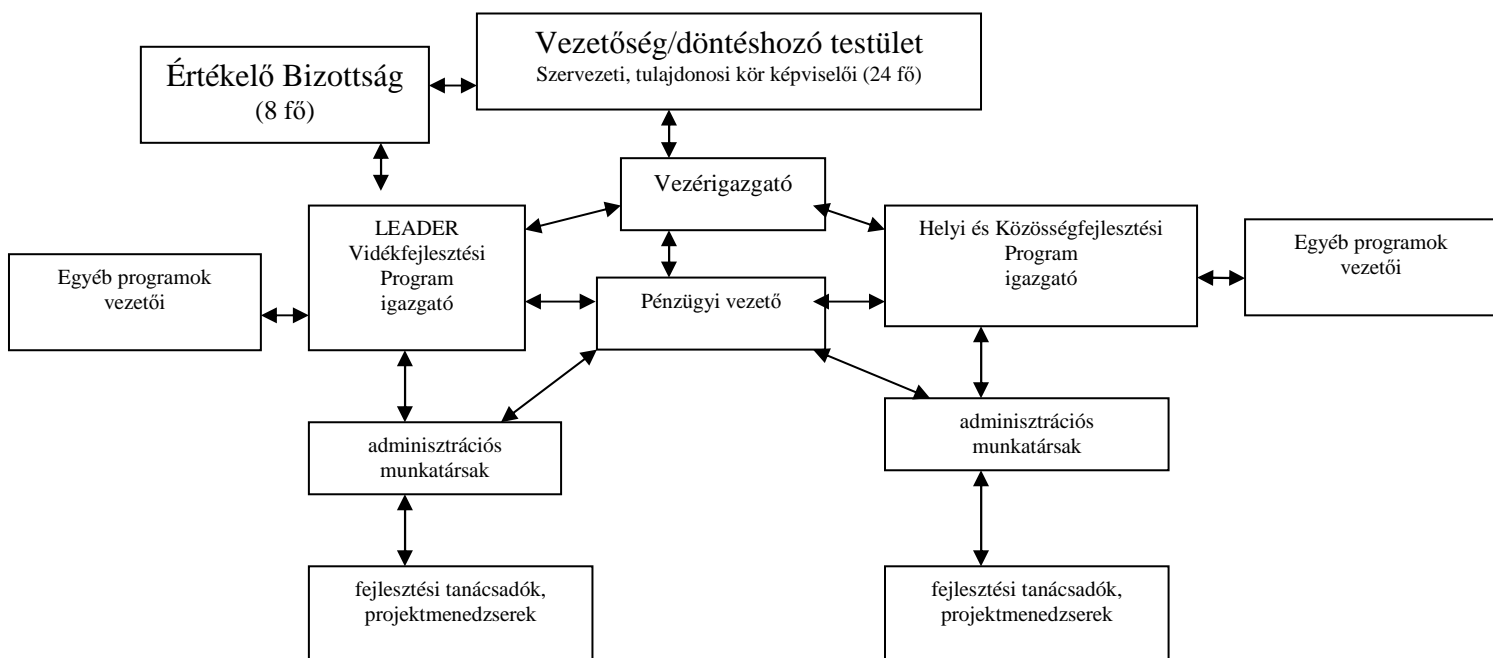 Vezetőség/döntéshozó testület
Szervezeti, tulajdonosi kör képviselői (24 fő)
Értékelő Bizottság
(8 fő)
Vezérigazgató
LEADER
Vidékfejlesztési
Program
igazgató
Helyi és Közösségfejlesztési
Program
igazgató
Egyéb programok
vezetői
Egyéb programok
vezetői
Pénzügyi vezető
adminisztrációs
munkatársak
adminisztrációs
munkatársak
fejlesztési tanácsadók,
projektmenedzserek
fejlesztési tanácsadók,
projektmenedzserek